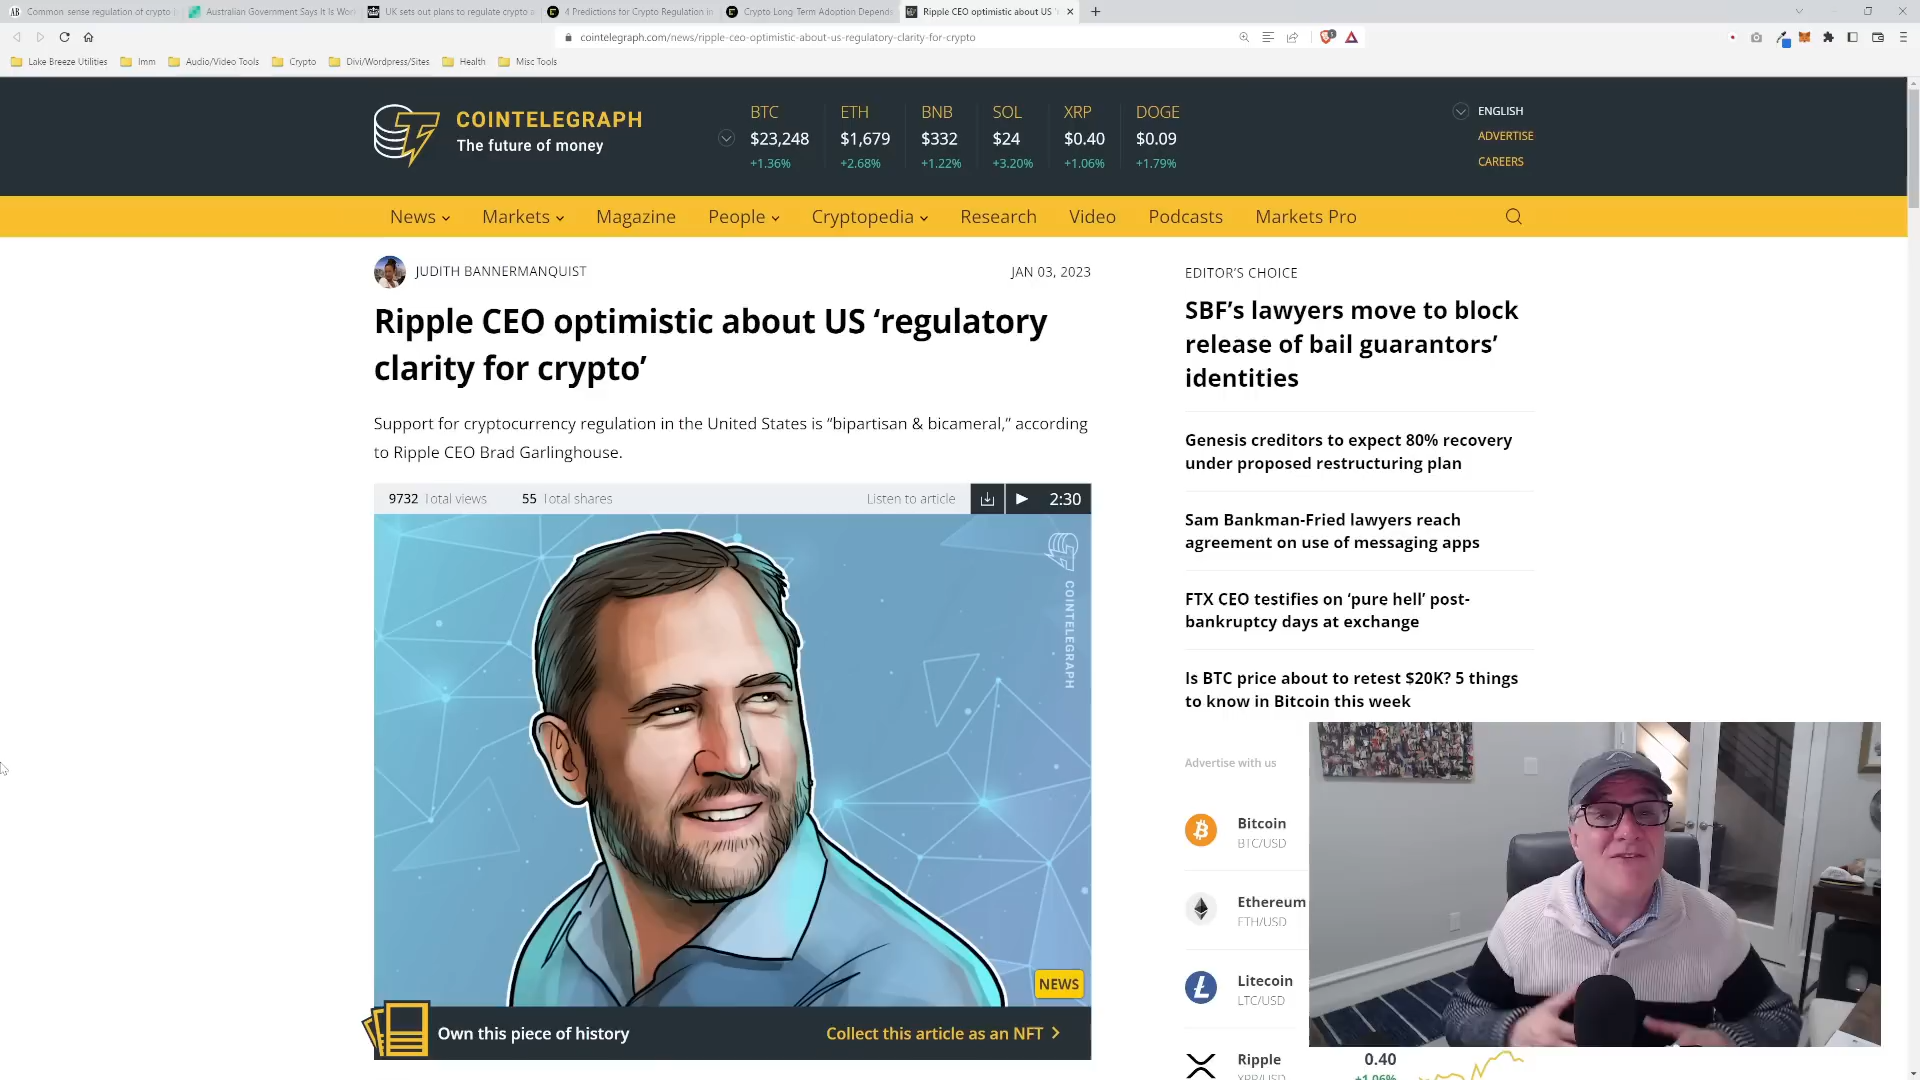 Common sense regulation of crypto i
Australian Government Says It Is Wor
UK sets out plans to regulate crypto a
4 Predictions for Crypto Regulation in
Crypto Long-Term Adoption Depends
Ripple CEO optimistic about US '
cointelegraph.com/news/ripple-ceo-optimistic-about-us-regulatory-clarity-for-crypto
Lake Breeze Utilities
Imm
Audio/Video Tools
Crypto
Divi/Wordpress/Sites
Health
Misc Tools
COINTELEGRAPH
The future of money
BTC ETH BNB SOL XRP DOGE
$23,248 $1,679 $332 $24 $0.40 $0.09
+1.36% +2.68% +1.22% +3.20% +1.06% +1.79%
ENGLISH
ADVERTISE
CAREERS
News Markets Magazine People Cryptopedia Research Video Podcasts Markets Pro
JUDITH BANNERMANQUIST
JAN 03, 2023
Ripple CEO optimistic about US ‘regulatory
clarity for crypto’
Support for cryptocurrency regulation in the United States is “bipartisan & bicameral,” according
to Ripple CEO Brad Garlinghouse.
9732 Total views 55 Total shares Listen to article 2:30
COINTELEGRAPH
NEWS
Own this piece of history
Collect this article as an NFT
EDITOR’S CHOICE
SBF’s lawyers move to block
release of bail guarantors’
identities
Genesis creditors to expect 80% recovery
under proposed restructuring plan
Sam Bankman-Fried lawyers reach
agreement on use of messaging apps
FTX CEO testifies on ‘pure hell’ post-
bankruptcy days at exchange
Is BTC price about to retest $20K? 5 things
to know in Bitcoin this week
Advertise with us
Bitcoin
BTC/USD
Ethereum
ETH/USD
Litecoin
LTC/USD
Ripple 0.40
XRP/USD +1.06%